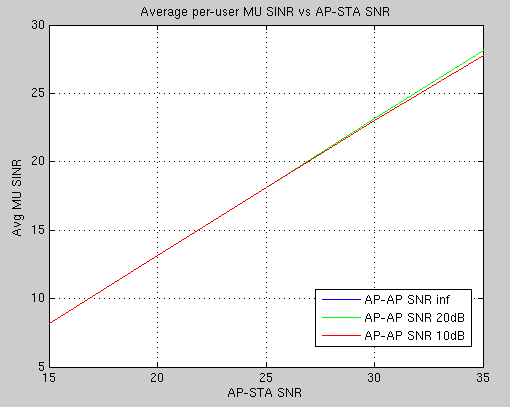 Average per-user MU SINR vs AP-STA SNR
30
25
20
15
10
5
Avg MU SINR
15
20
25
30
35
AP-STA SNR
AP-AP SNR inf
AP-AP SNR 20dB
AP-AP SNR 10dB